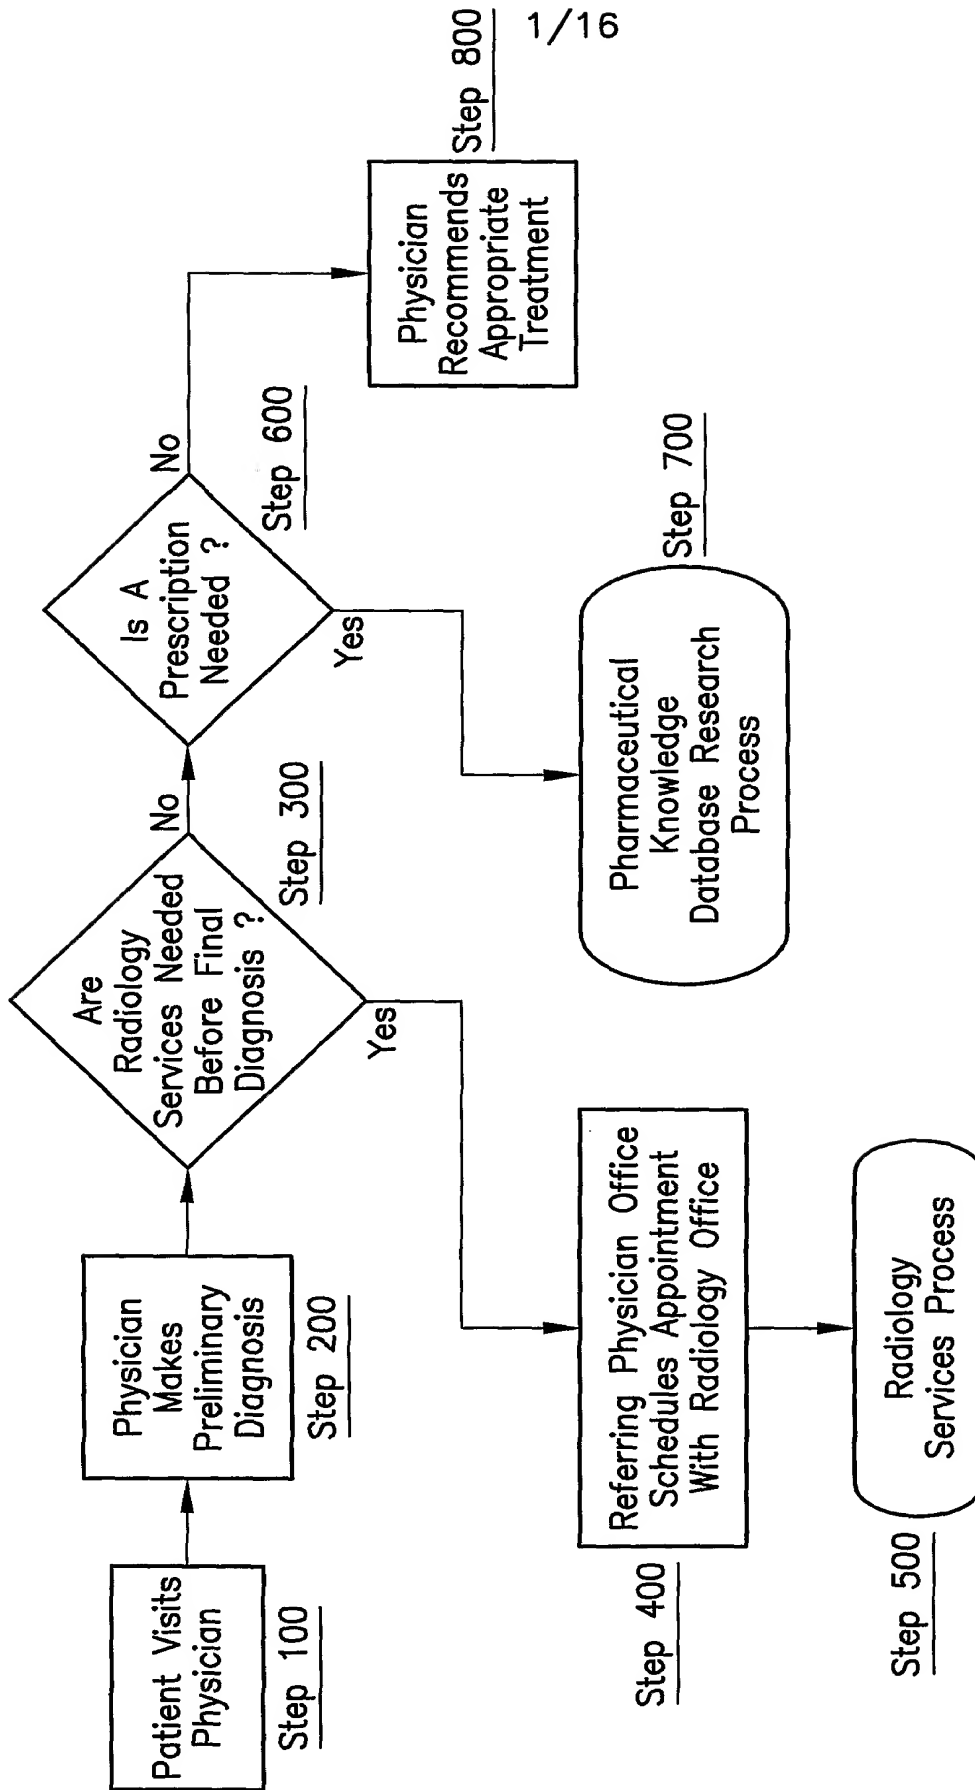 1/16
Patient Visits
Physician
Step 100
Physician
Makes
Preliminary
Diagnosis
Step 200
Are
Radiology
Services Needed
Before Final
Diagnosis ?
Step 300
No
Yes
Referring Physician Office
Schedules Appointment
With Radiology Office
Step 400
Radiology
Services Process
Step 500
Is A
Prescription
Needed ?
Step 600
No
Yes
Pharmaceutical
Knowledge
Database Research
Process
Step 700
Physician
Recommends
Appropriate
Treatment
Step 800